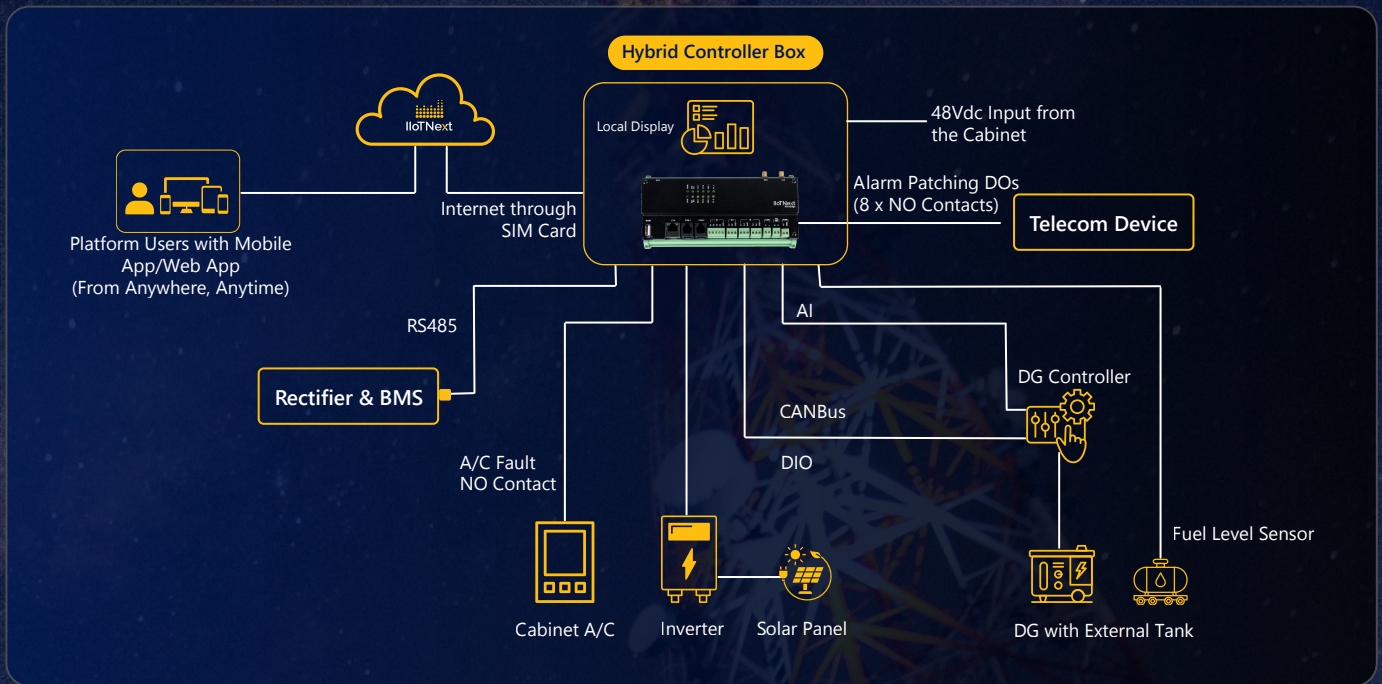 Hybrid Controller Box
IIoTNext
Local Display
48Vdc Input from
the Cabinet
Alarm Patching DOs
(8 x NO Contacts)
Telecom Device
IIoTNext
Internet through
SIM Card
Platform Users with Mobile
App/Web App
(From Anywhere, Anytime)
RS485
AI
Rectifier & BMS
DG Controller
CANBus
DIO
A/C Fault
NO Contact
Fuel Level Sensor
Cabinet A/C
Inverter
Solar Panel
DG with External Tank